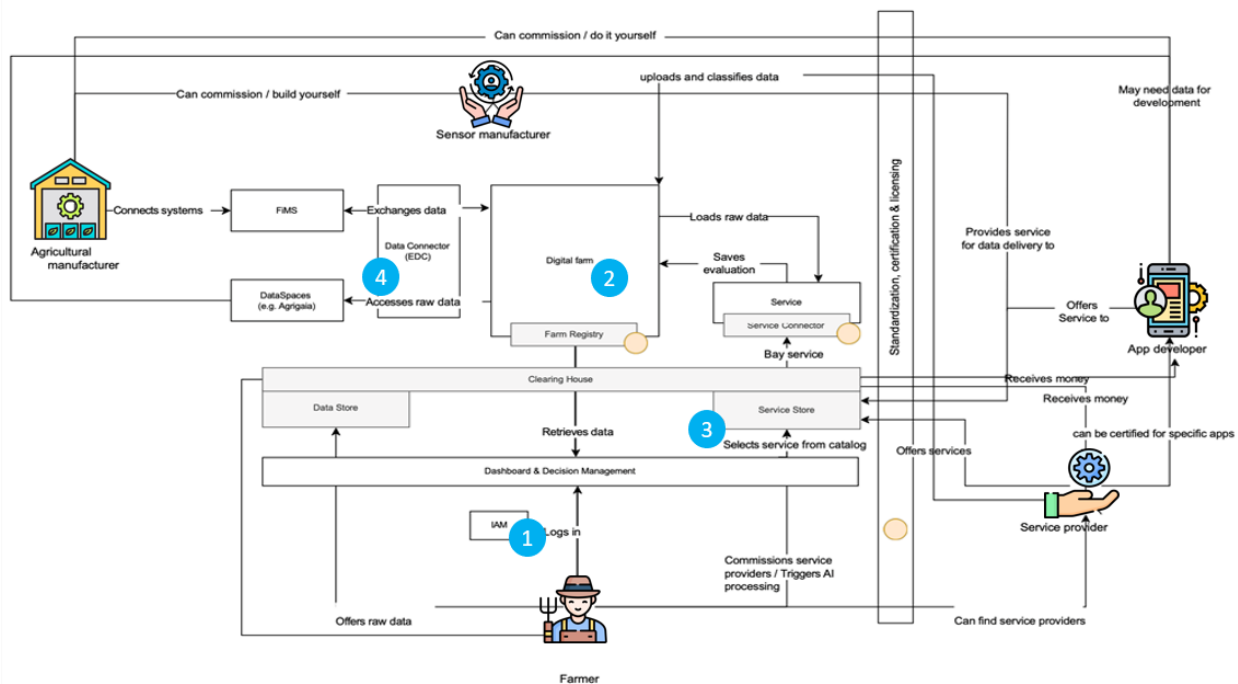 Can commission / do it yourself
uploads and classifies data
Can commission / build yourself
May need data for
development
Sensor manufacturer
Connects systems
FiMS
Exchanges data
Loads raw data
Agricultural
manufacturer
Data Connector
(EDC)
4
Digital farm
2
Saves
evaluation
Provides service
for data delivery to
DataSpaces
(e.g. Agrigaia)
Accesses raw data
Service
Service Connector
Offers
Service to
Farm Registry
App developer
Bay service
Standardization, certification & licensing
Clearing House
Receives money
Data Store
Service Store
Receives money
3
Retrieves data
Selects service from catalog
can be certified for specific apps
Offers services
Dashboard & Decision Management
IAM
1
Logs in
Service provider
Commissions service
providers / Triggers AI
processing
Offers raw data
Can find service providers
Farmer